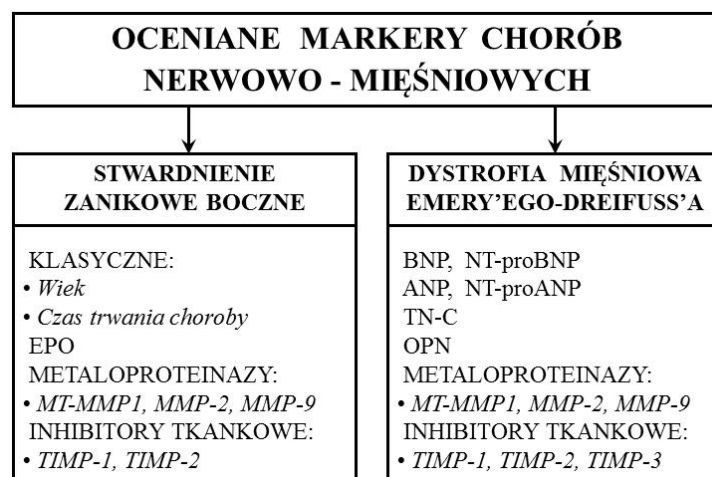 OCENIANE MARKERY CHORÓB
NERWOWO - MIĘŚNIOWYCH
STWARDNIENIE
ZANIKOWE BOCZNE
KLASYCZNE:
• Wiek
• Czas trwania choroby
EPO
METALOPROTEINAZY:
• MT-MMP1, MMP-2, MMP-9
INHIBITORY TKANKOWE:
• TIMP-1, TIMP-2
DYSTROFIA MIĘŚNIOWA
EMERY’EGO-DREIFUSS’A
BNP, NT-proBNP
ANP, NT-proANP
TN-C
OPN
METALOPROTEINAZY:
• MT-MMP1, MMP-2, MMP-9
INHIBITORY TKANKOWE:
• TIMP-1, TIMP-2, TIMP-3